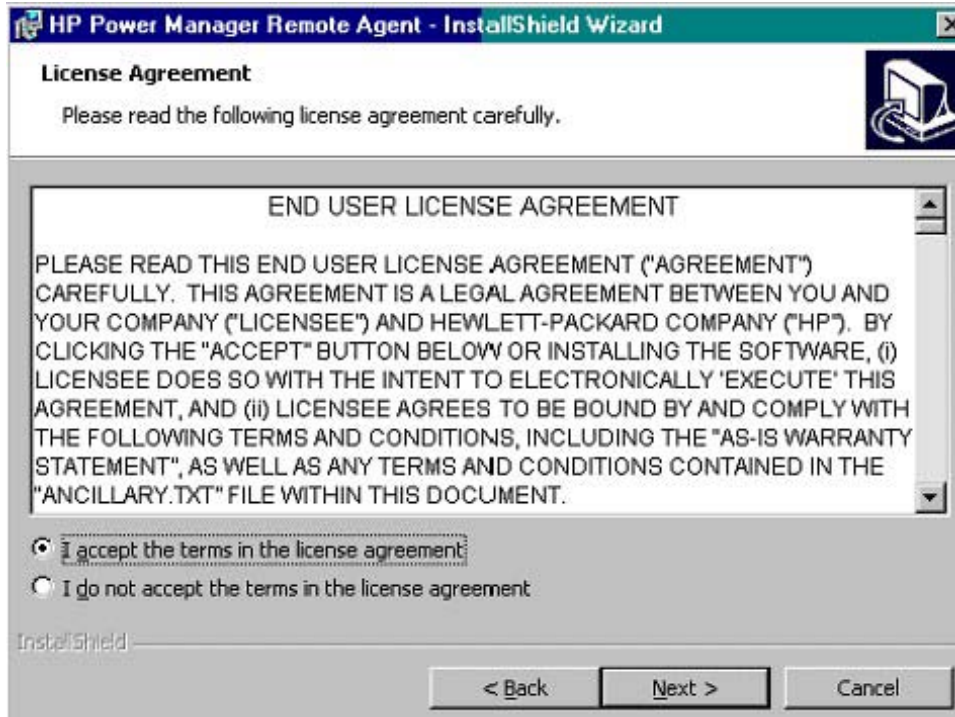 HP Power Manager Remote Agent - InstallShield Wizard
License Agreement
Please read the following license agreement carefully.
END USER LICENSE AGREEMENT
PLEASE READ THIS END USER LICENSE AGREEMENT ("AGREEMENT")
CAREFULLY. THIS AGREEMENT IS A LEGAL AGREEMENT BETWEEN YOU AND
YOUR COMPANY ("LICENSEE") AND HEWLETT-PACKARD COMPANY ("HP"). BY
CLICKING THE "ACCEPT" BUTTON BELOW OR INSTALLING THE SOFTWARE, (i)
LICENSEE DOES SO WITH THE INTENT TO ELECTRONICALLY 'EXECUTE' THIS
AGREEMENT, AND (ii) LICENSEE AGREES TO BE BOUND BY AND COMPLY WITH
THE FOLLOWING TERMS AND CONDITIONS, INCLUDING THE "AS-IS WARRANTY
STATEMENT", AS WELL AS ANY TERMS AND CONDITIONS CONTAINED IN THE
"ANCILLARY.TXT" FILE WITHIN THIS DOCUMENT.
I accept the terms in the license agreement
I do not accept the terms in the license agreement
InstallShield
< Back
Next >
Cancel